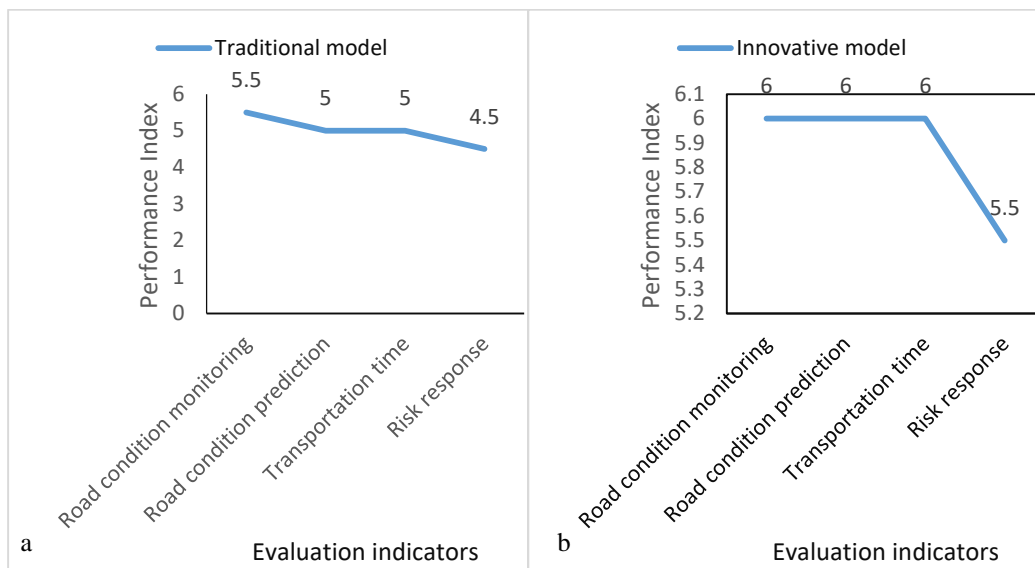 Traditional model
5.5
5
5
4.5
6
5
4
3
2
1
0
Performance Index
Road condition monitoring
Road condition prediction
Transportation time
Risk response
a
Evaluation indicators
Innovative model
6
6
6
5.5
6.1
6
5.9
5.8
5.7
5.6
5.5
5.4
5.3
5.2
Performance Index
Road condition monitoring
Road condition prediction
Transportation time
Risk response
b
Evaluation indicators